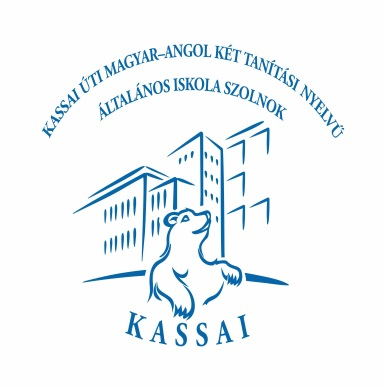 KASSAI ÚTI MAGYAR–ANGOL KÉT TANÍTÁSI NYELVŰ
ÁLTALÁNOS ISKOLA SZOLNOK
KASSAI